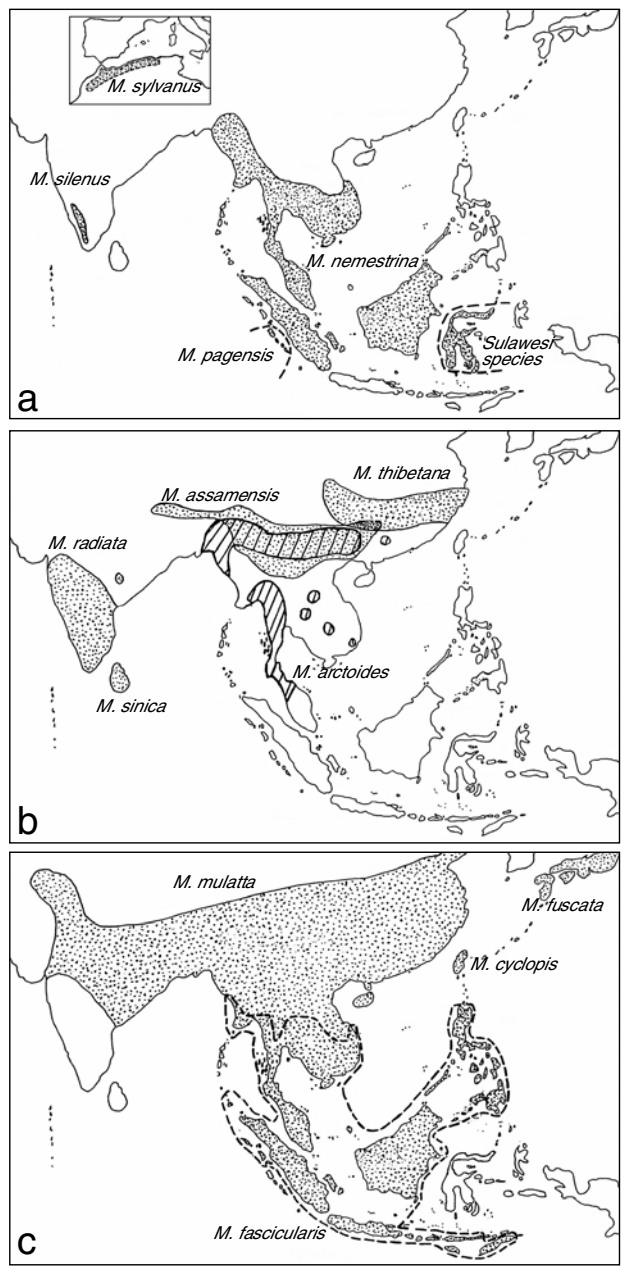 M. sylvanus
M. silenus
M. nemestrina
M. pagensis
Sulawesi
species
a
M. thibetana
M. assamensis
M. radiata
M. arctoides
M. sinica
b
M. mulatta
M. fuscata
M. cyclopis
M. fascicularis
c